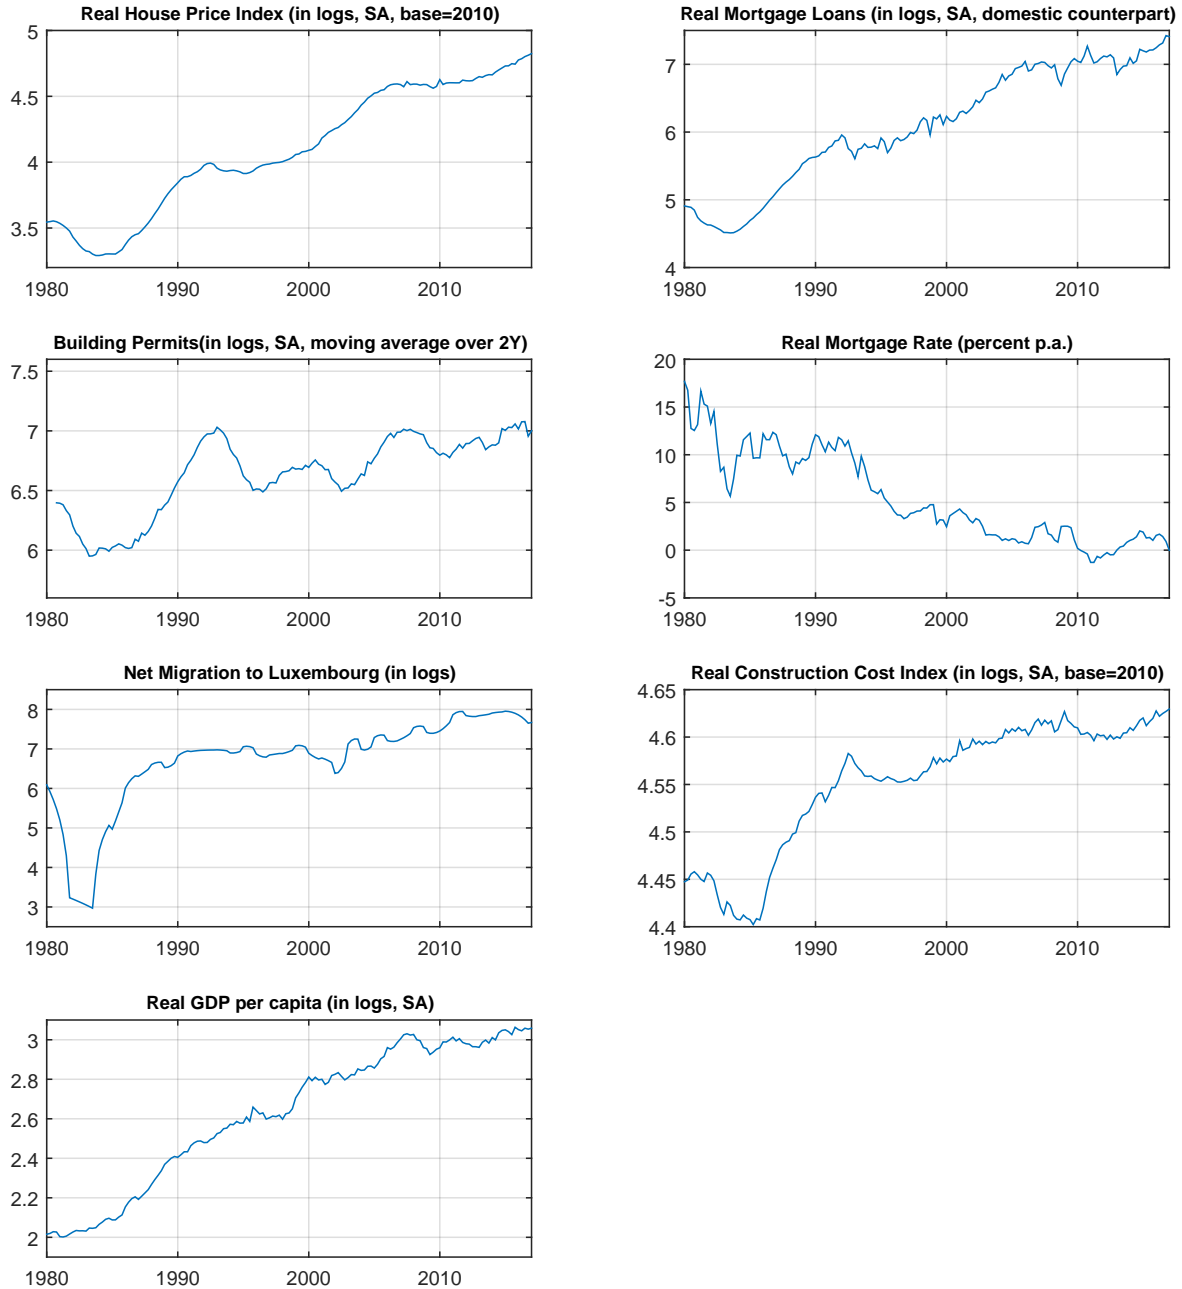 Real House Price Index (in logs, SA, base=2010)
5
4.5
4
3.5
1980 1990 2000 2010
Real Mortgage Loans (in logs, SA, domestic counterpart)
7
6
5
4
1980 1990 2000 2010
Building Permits(in logs, SA, moving average over 2Y)
7.5
7
6.5
6
1980 1990 2000 2010
Real Mortgage Rate (percent p.a.)
20
15
10
5
0
-5
1980 1990 2000 2010
Net Migration to Luxembourg (in logs)
8
7
6
5
4
3
1980 1990 2000 2010
Real Construction Cost Index (in logs, SA, base=2010)
4.65
4.6
4.55
4.5
4.45
4.4
1980 1990 2000 2010
Real GDP per capita (in logs, SA)
3
2.8
2.6
2.4
2.2
2
1980 1990 2000 2010